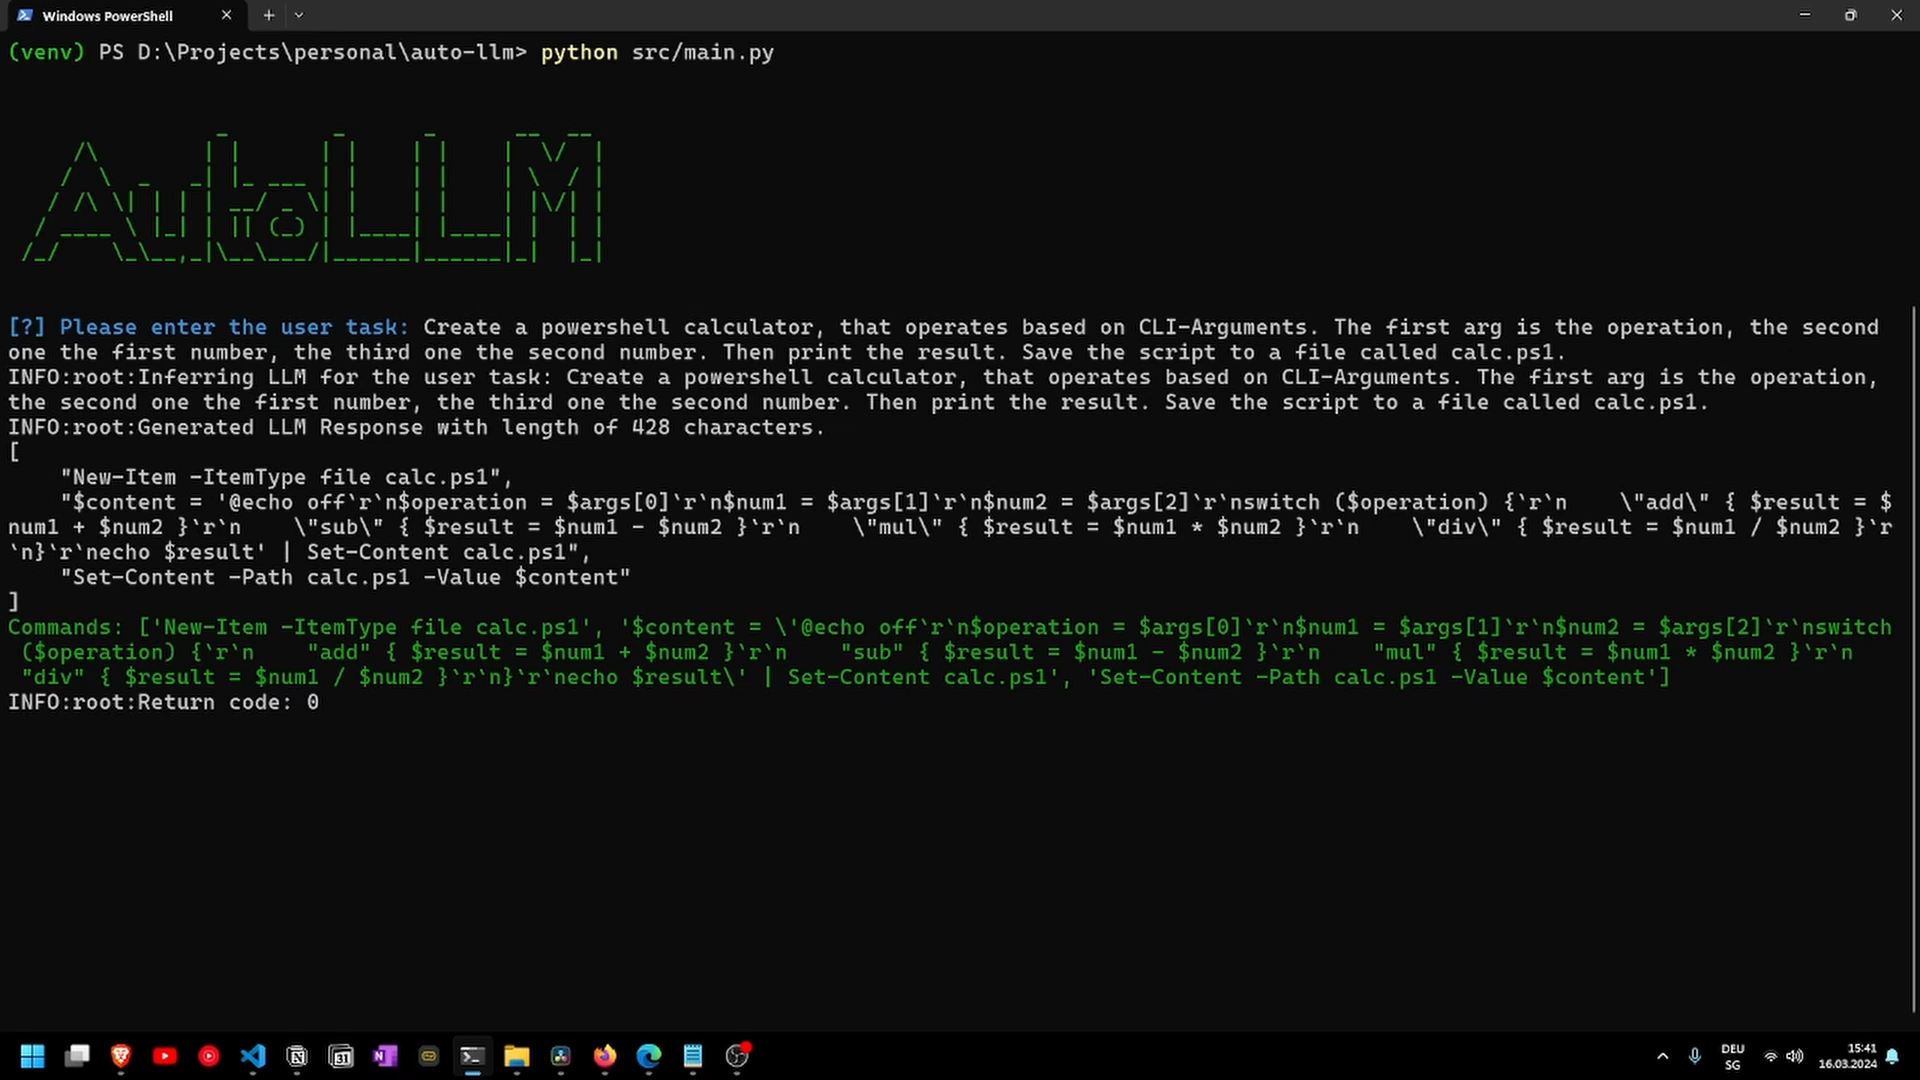 Windows PowerShell
(venv) PS D:\Projects\personal\auto-llm> python src/main.py
AutoLLM
[?] Please enter the user task: Create a powershell calculator, that operates based on CLI-Arguments. The first arg is the operation, the second
one the first number, the third one the second number. Then print the result. Save the script to a file called calc.ps1.
INFO:root:Inferring LLM for the user task: Create a powershell calculator, that operates based on CLI-Arguments. The first arg is the operation,
the second one the first number, the third one the second number. Then print the result. Save the script to a file called calc.ps1.
INFO:root:Generated LLM Response with length of 428 characters.
[
    "New-Item -ItemType file calc.ps1",
    "$content = '@echo off`r`n$operation = $args[0]`r`n$num1 = $args[1]`r`n$num2 = $args[2]`r`nswitch ($operation) {`r`n    \"add\" { $result = $
num1 + $num2 }`r`n    \"sub\" { $result = $num1 - $num2 }`r`n    \"mul\" { $result = $num1 * $num2 }`r`n    \"div\" { $result = $num1 / $num2 }`r
`n}`r`necho $result' | Set-Content calc.ps1",
    "Set-Content -Path calc.ps1 -Value $content"
]
Commands: ['New-Item -ItemType file calc.ps1', '$content = \'@echo off`r`n$operation = $args[0]`r`n$num1 = $args[1]`r`n$num2 = $args[2]`r`nswitch
 ($operation) {`r`n    "add" { $result = $num1 + $num2 }`r`n    "sub" { $result = $num1 - $num2 }`r`n    "mul" { $result = $num1 * $num2 }`r`n
 "div" { $result = $num1 / $num2 }`r`n}`r`necho $result\' | Set-Content calc.ps1', 'Set-Content -Path calc.ps1 -Value $content']
INFO:root:Return code: 0
31
DEU
SG
15:41
16.03.2024